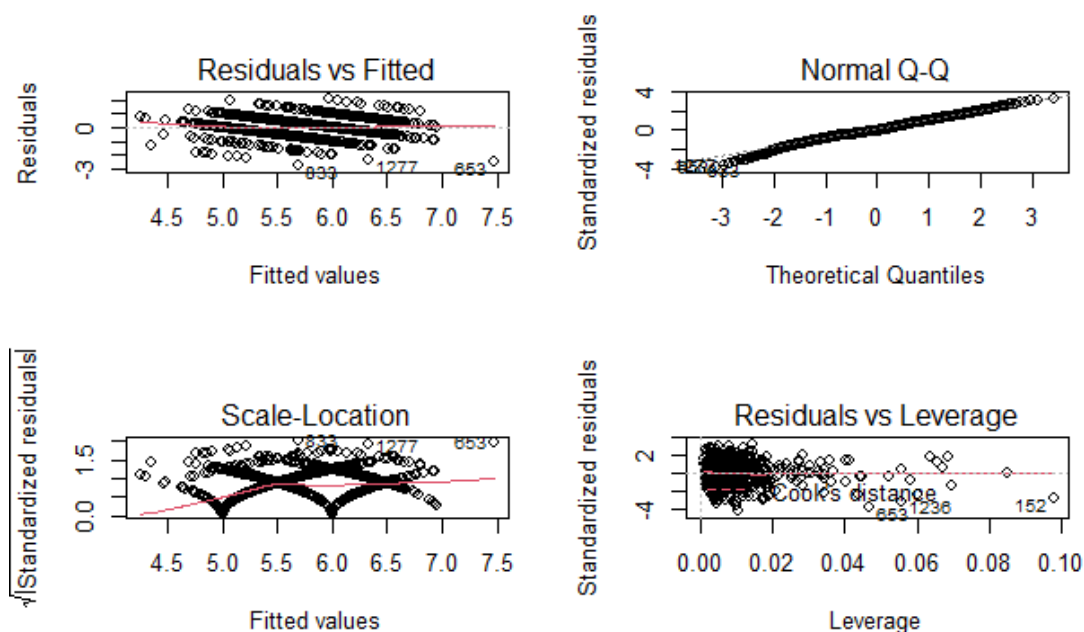 Residuals vs Fitted
Residuals
0
-3
833
1277
653
4.5 5.0 5.5 6.0 6.5 7.0 7.5
Fitted values
Normal Q-Q
Standardized residuals
4
0
-4
-3 -2 -1 0 1 2 3
Theoretical Quantiles
Scale-Location
√|Standardized residuals|
1.5
0.0
833
1277
653
4.5 5.0 5.5 6.0 6.5 7.0 7.5
Fitted values
Residuals vs Leverage
Standardized residuals
2
-4
Cook's distance
653
1236
152
0.00 0.02 0.04 0.06 0.08 0.10
Leverage